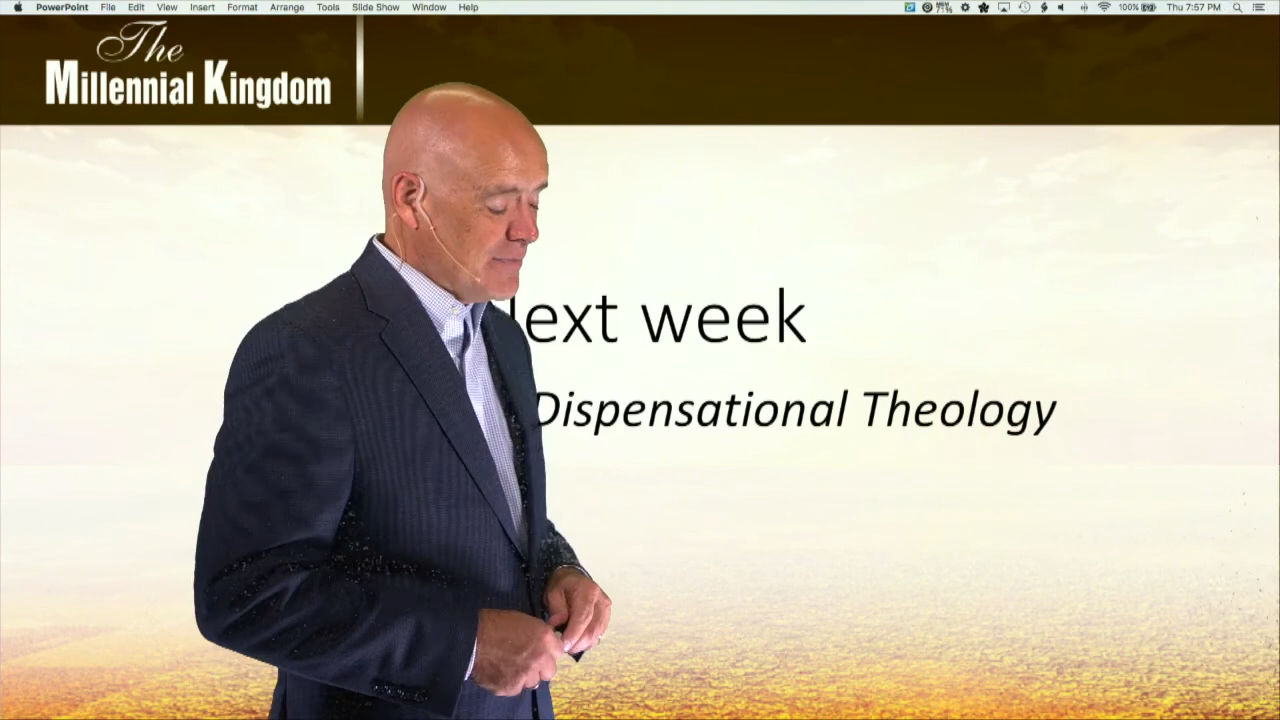 PowerPoint File Edit View Insert Format Arrange Tools Slide Show Window Help 100% Thu 7:57 PM
The
Millennial Kingdom
ext week
Dispensational Theology